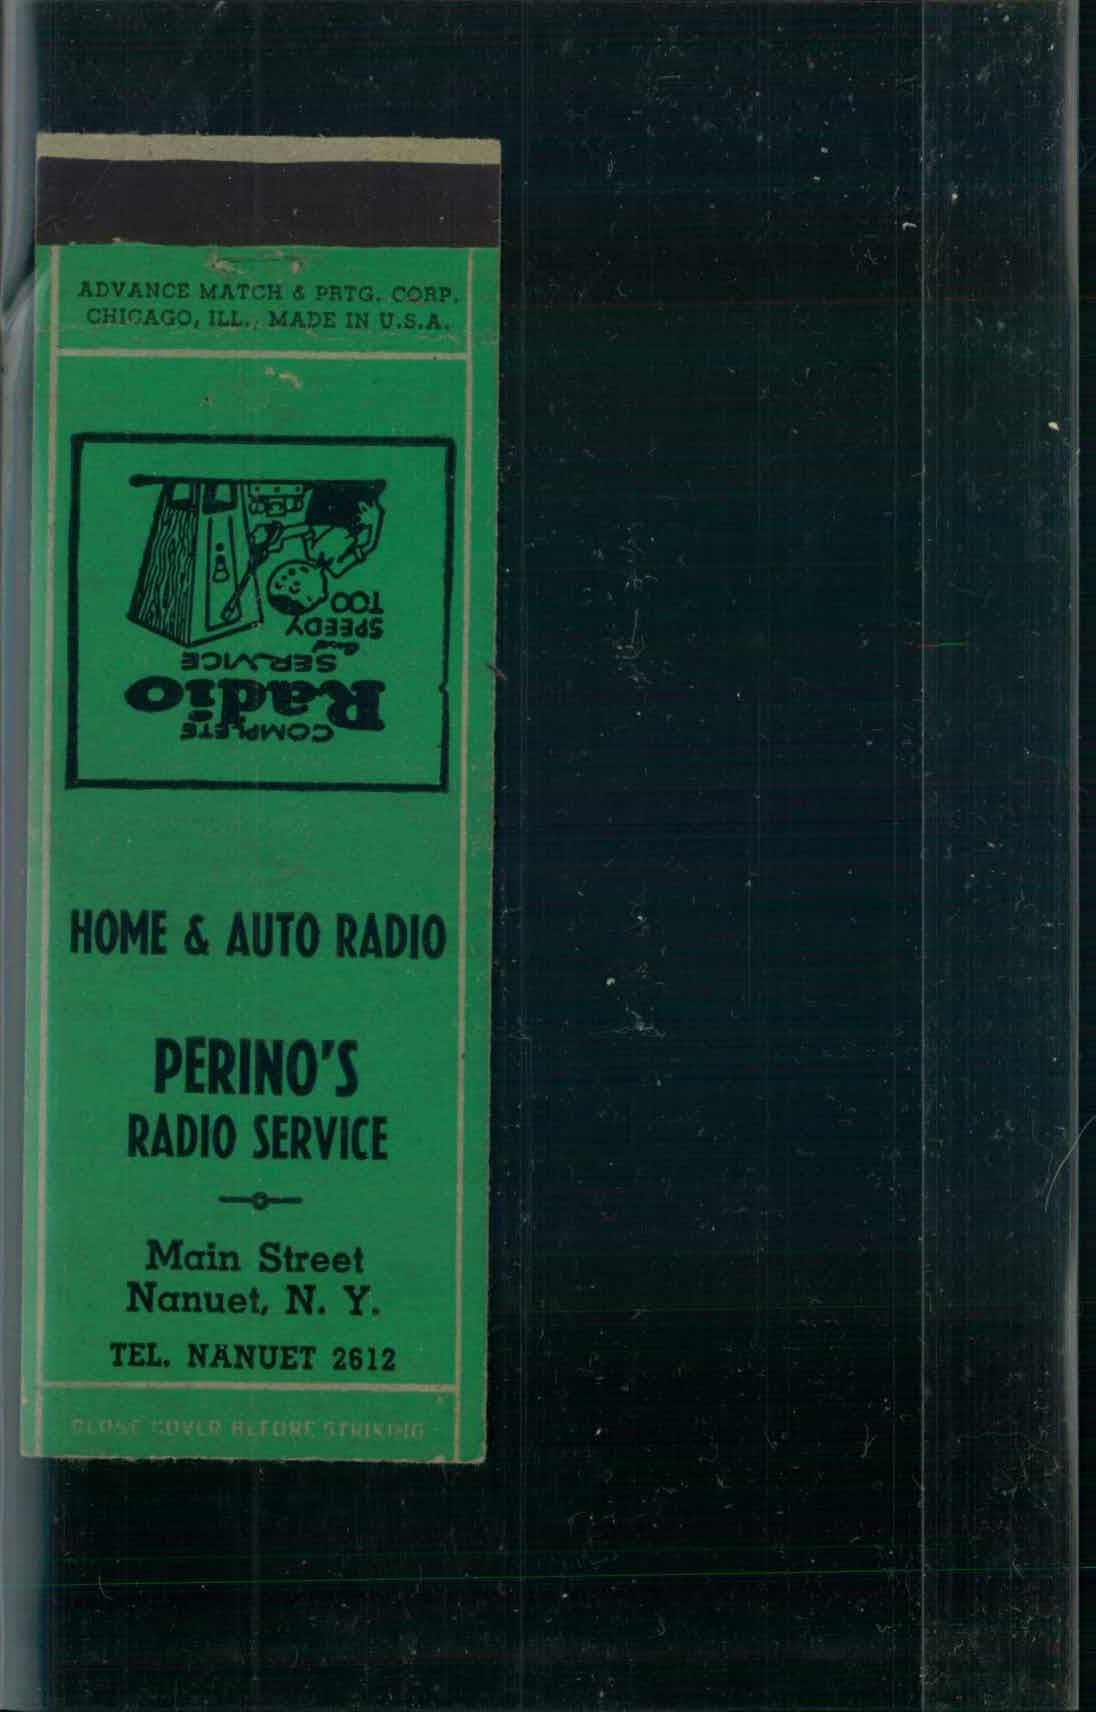 ADVANCE MATCH & PRTG. CORP.
CHICAGO, ILL., MADE IN U.S.A.
COMPLETE
Radio
SERVICE
and
SPEEDY
TOO
HOME & AUTO RADIO
PERINO'S
RADIO SERVICE
Main Street
Nanuet, N. Y.
TEL. NANUET 2612
CLOSE COVER BEFORE STRIKING